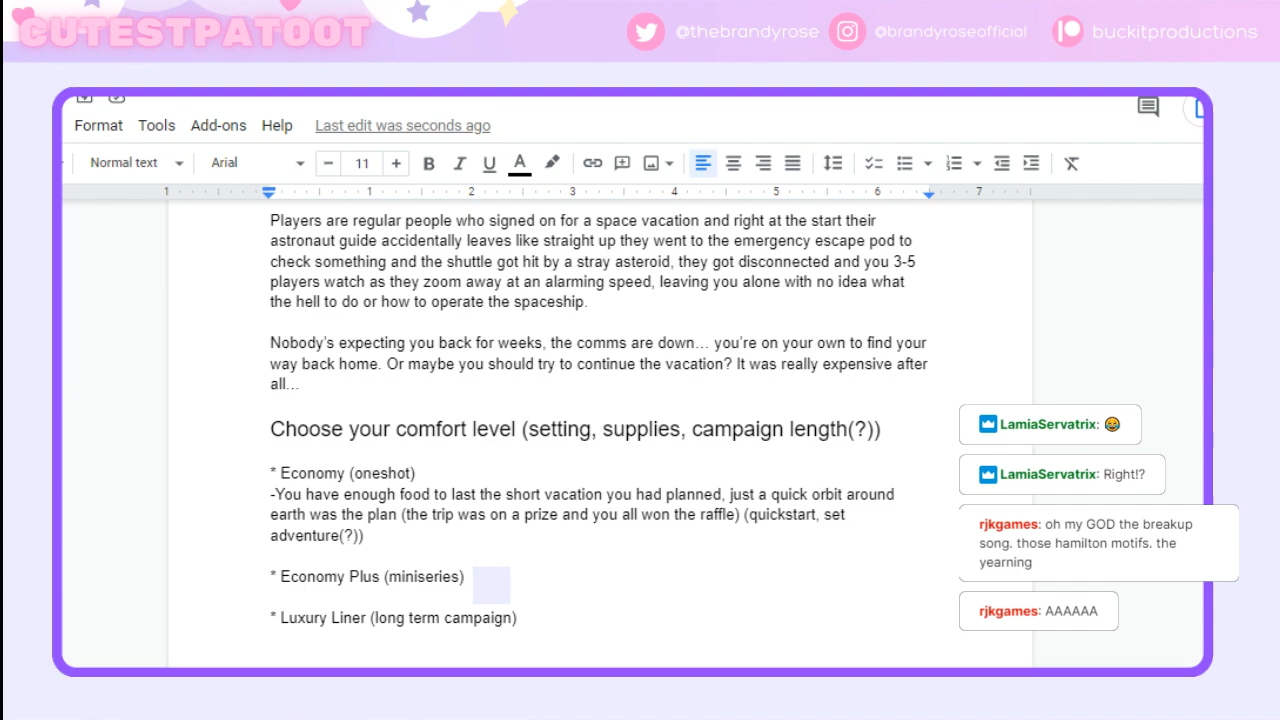 CUTESTPATOOT
@thebrandyrose
@brandyroseofficial
buckitproductions
Format Tools Add-ons Help Last edit was seconds ago
Normal text Arial 11 B I U A
1 1 2 3 4 5 6 7
Players are regular people who signed on for a space vacation and right at the start their
astronaut guide accidentally leaves like straight up they went to the emergency escape pod to
check something and the shuttle got hit by a stray asteroid, they got disconnected and you 3-5
players watch as they zoom away at an alarming speed, leaving you alone with no idea what
the hell to do or how to operate the spaceship.
Nobody’s expecting you back for weeks, the comms are down… you’re on your own to find your
way back home. Or maybe you should try to continue the vacation? It was really expensive after
all…
Choose your comfort level (setting, supplies, campaign length(?))
* Economy (oneshot)
-You have enough food to last the short vacation you had planned, just a quick orbit around
earth was the plan (the trip was on a prize and you all won the raffle) (quickstart, set
adventure(?))
* Economy Plus (miniseries)
* Luxury Liner (long term campaign)
LamiaServatrix: 😂
LamiaServatrix: Right!?
rjkgames: oh my GOD the breakup
song. those hamilton motifs. the
yearning
rjkgames: AAAAAA